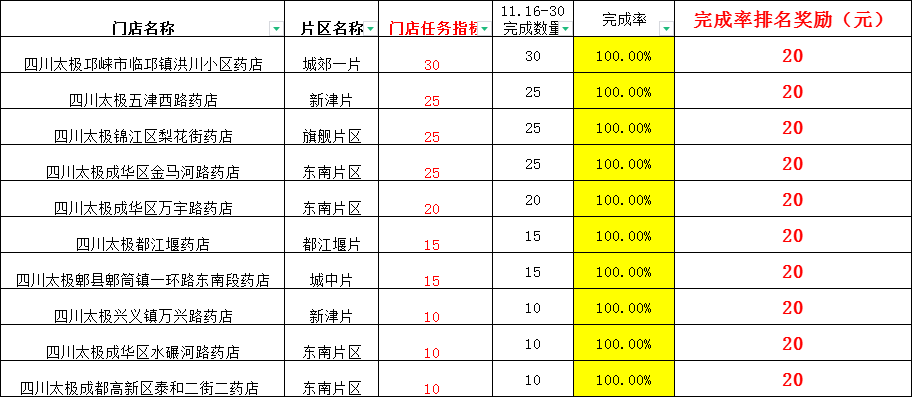 门店名称 片区名称 门店任务指标 11.16-30完成数量 完成率 完成率排名奖励（元）
四川太极邛崃市临邛镇洪川小区药店 城郊一片 30 30 100.00% 20
四川太极五津西路药店 新津片 25 25 100.00% 20
四川太极锦江区梨花街药店 旗舰片区 25 25 100.00% 20
四川太极成华区金马河路药店 东南片区 25 25 100.00% 20
四川太极成华区万宇路药店 东南片区 20 20 100.00% 20
四川太极都江堰药店 都江堰片 15 15 100.00% 20
四川太极郫县郫筒镇一环路东南段药店 城中片 15 15 100.00% 20
四川太极兴义镇万兴路药店 新津片 10 10 100.00% 20
四川太极成华区水碾河路药店 东南片区 10 10 100.00% 20
四川太极成都高新区泰和二街二药店 东南片区 10 10 100.00% 20